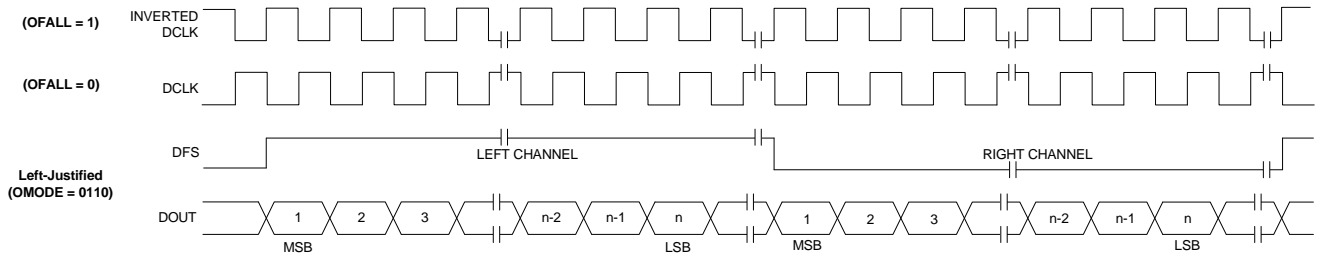 (OFALL = 1)
INVERTED
DCLK
(OFALL = 0)
DCLK
DFS
LEFT CHANNEL
RIGHT CHANNEL
Left-Justified
(OMODE = 0110)
DOUT
1 2 3 n-2 n-1 n 1 2 3 n-2 n-1 n
MSB LSB MSB LSB